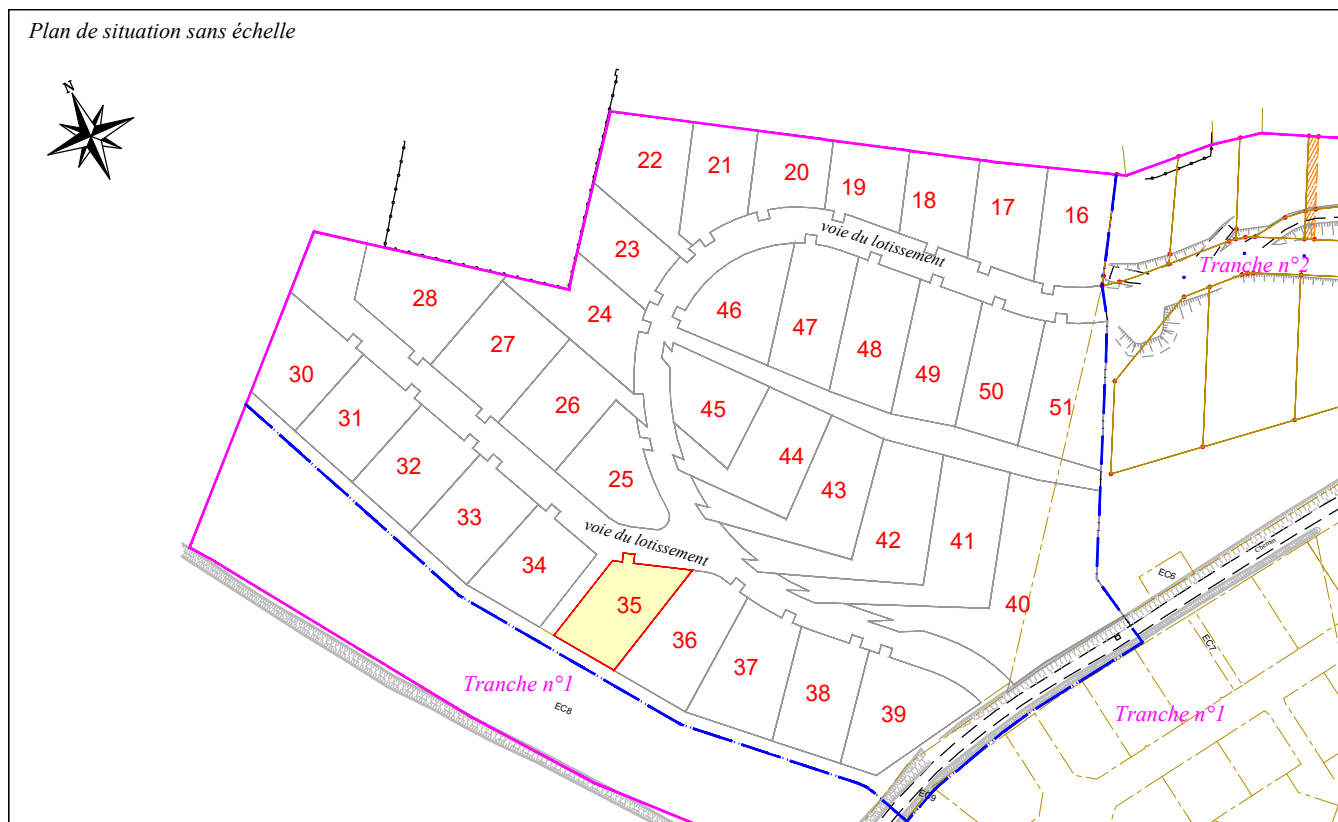 Plan de situation sans échelle
N
22
21
20
19
18
17
16
voie du lotissement
23
Tranche n°2
28
24
46
47
27
48
49
30
45
50
51
31
26
44
32
25
43
33
42
41
voie du lotissement
Chemin
34
EC6
35
40
EC7
36
37
Tranche n°1
38
EC8
39
Tranche n°1
EC9